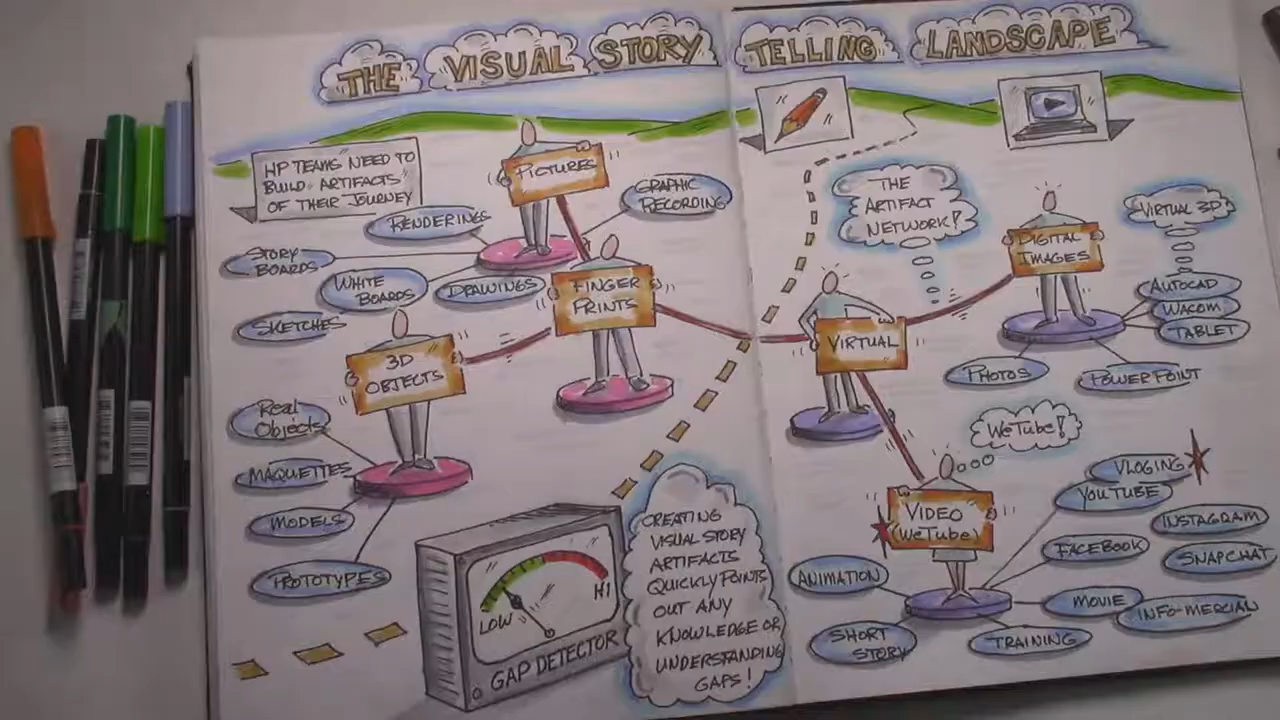 THE VISUAL STORY TELLING LANDSCAPE
HP TEAMS NEED TO
BUILD ARTIFACTS
OF THEIR JOURNEY
PICTURES
GRAPHIC
RECORDING
RENDERINGS
STORY
BOARDS
WHITE
BOARDS
DRAWINGS
SKETCHES
FINGER
PRINTS
3D
OBJECTS
Real
Objects
MAQUETTES
MODELS
PROTOTYPES
LOW
HI
GAP DETECTOR
CREATING
VISUAL STORY
ARTIFACTS
QUICKLY POINTS
OUT ANY
KNOWLEDGE OR
UNDERSTANDING
GAPS!
THE
ARTIFACT
NETWORK!
VIRTUAL
DIGITAL
IMAGES
VIRTUAL 3D
AUTOCAD
WACOM
TABLET
PHOTOS
POWERPOINT
WeTube!
VIDEO
(WeTube)
VLOGING
YOUTUBE
INSTAGRAM
FACEBOOK
SNAPCHAT
MOVIE
INFO-MERCIAL
ANIMATION
SHORT
STORY
TRAINING